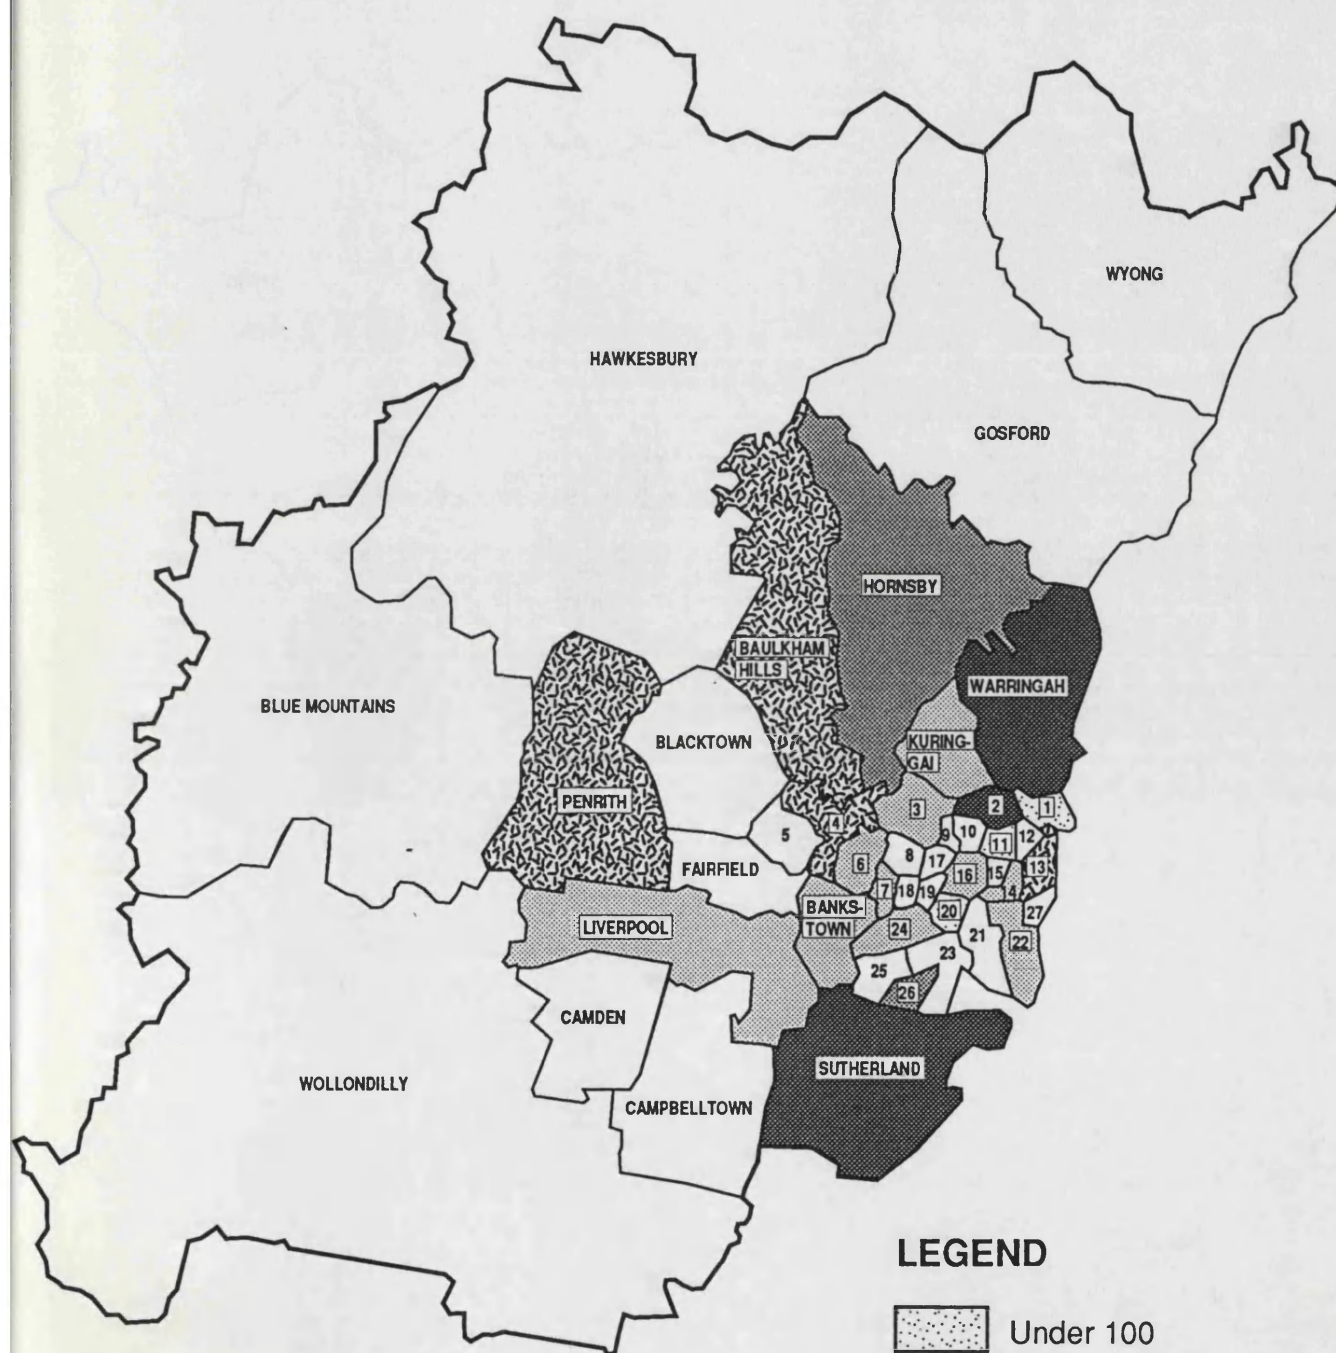 WYONG
HAWKESBURY
GOSFORD
HORNSBY
BAULKHAM
HILLS
WARRINGAH
BLUE MOUNTAINS
BLACKTOWN
KURING-
GAI
PENRITH
3
2
1
4
5
9
10
11
12
FAIRFIELD
6
8
17
13
16
15
7
18
19
14
BANKS-
TOWN
20
27
LIVERPOOL
24
21
22
23
25
26
CAMDEN
SUTHERLAND
WOLLONDILLY
CAMPBELLTOWN
LEGEND
Under 100